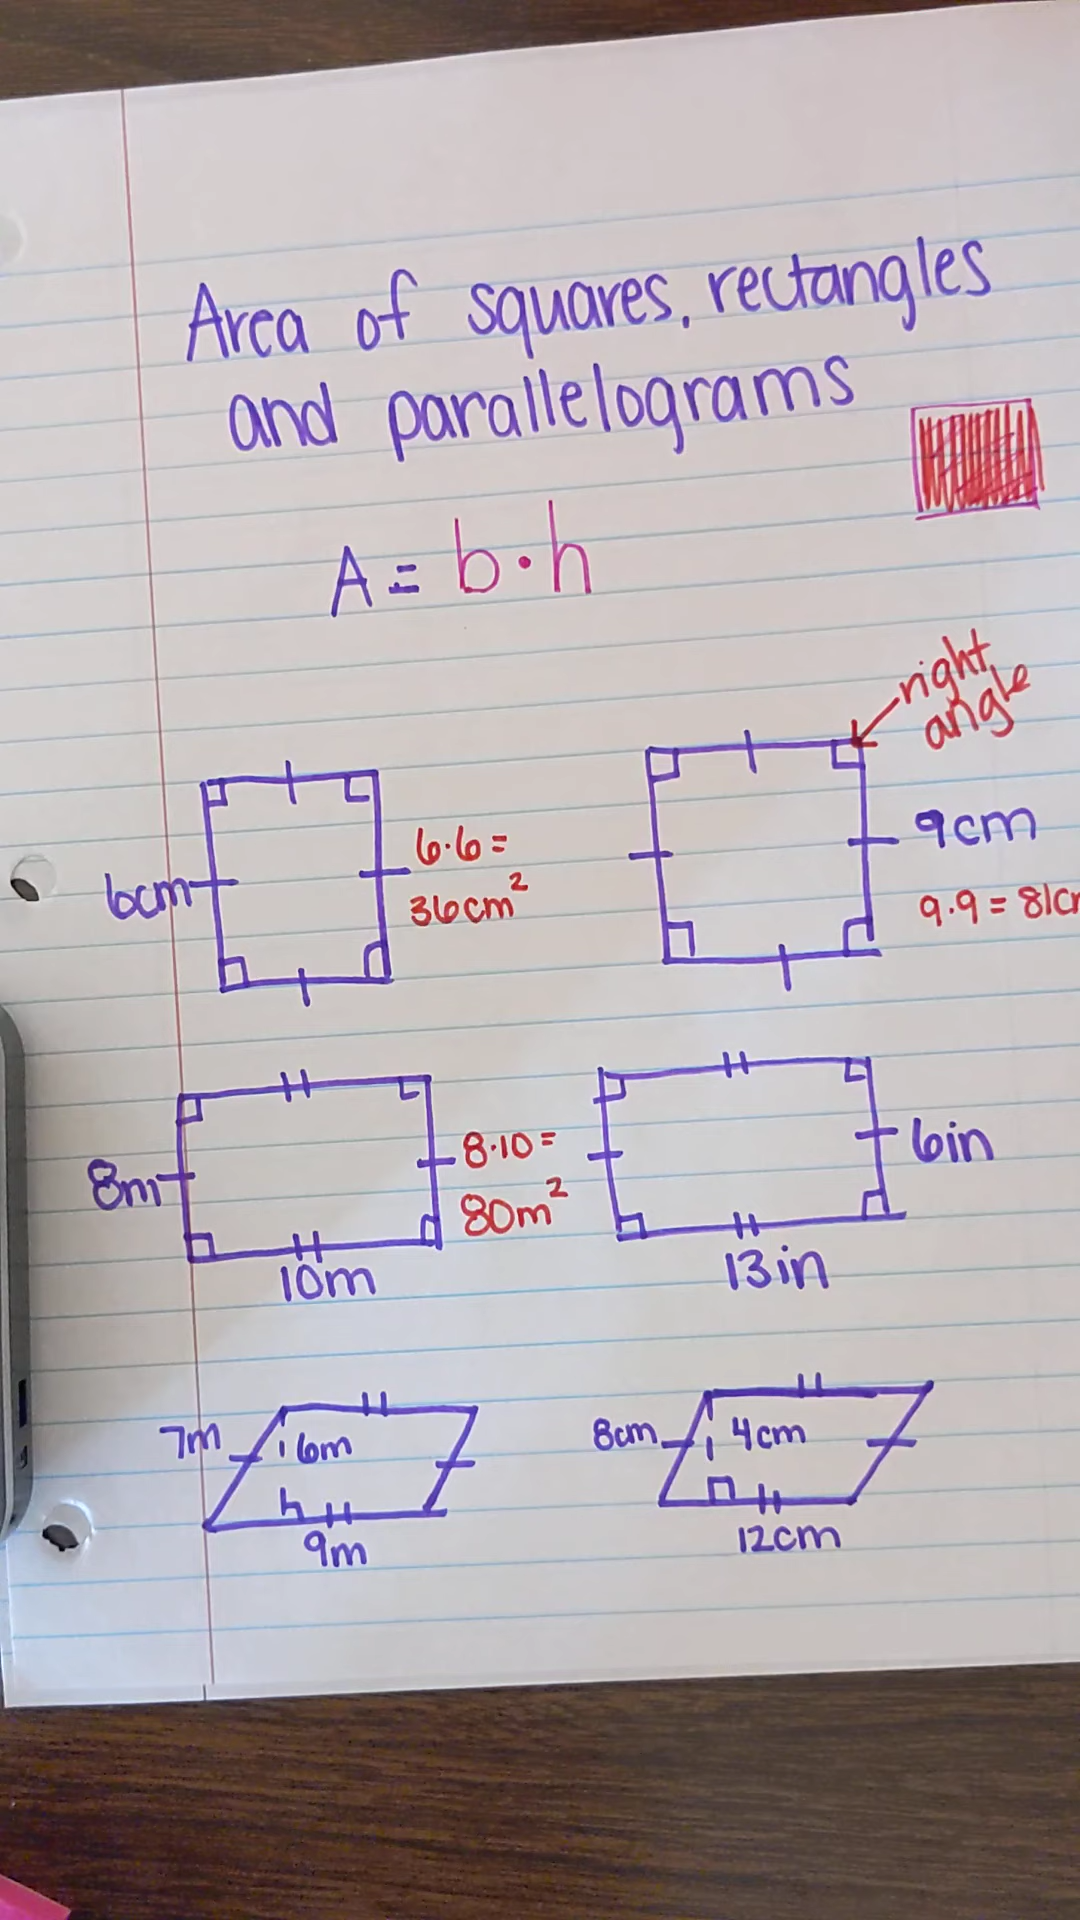 Area of squares, rectangles
and parallelograms
A = b · h
right
angle
6cm
6·6 =
36cm²
9cm
9·9 = 81c
8m
8·10 =
80m²
10m
6in
13in
7m
6m
9m
8cm
4cm
12cm